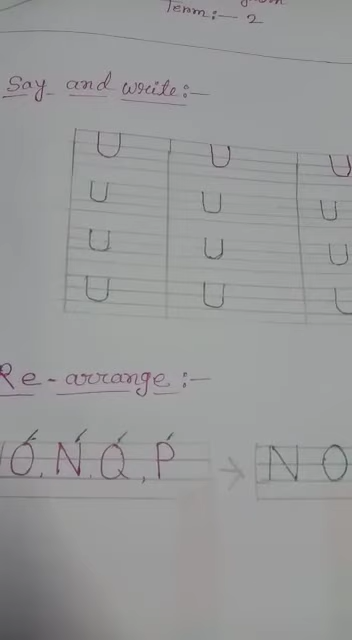 Term:- 2
Say and write:-
U U U
U U U
U U U
U U U
Re-arrange:-
O, N, Q, P → N O